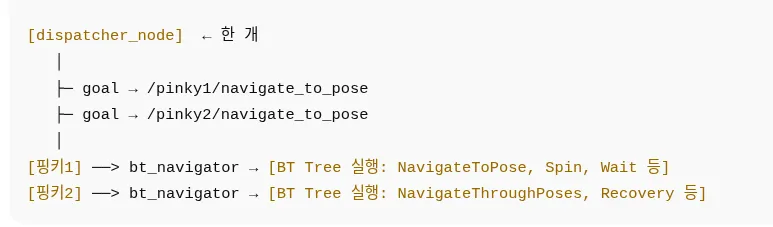 [dispatcher_node] ← 한 개
│
├─ goal → /pinky1/navigate_to_pose
├─ goal → /pinky2/navigate_to_pose
│
[핑키1] ──> bt_navigator → [BT Tree 실행: NavigateToPose, Spin, Wait 등]
[핑키2] ──> bt_navigator → [BT Tree 실행: NavigateThroughPoses, Recovery 등]